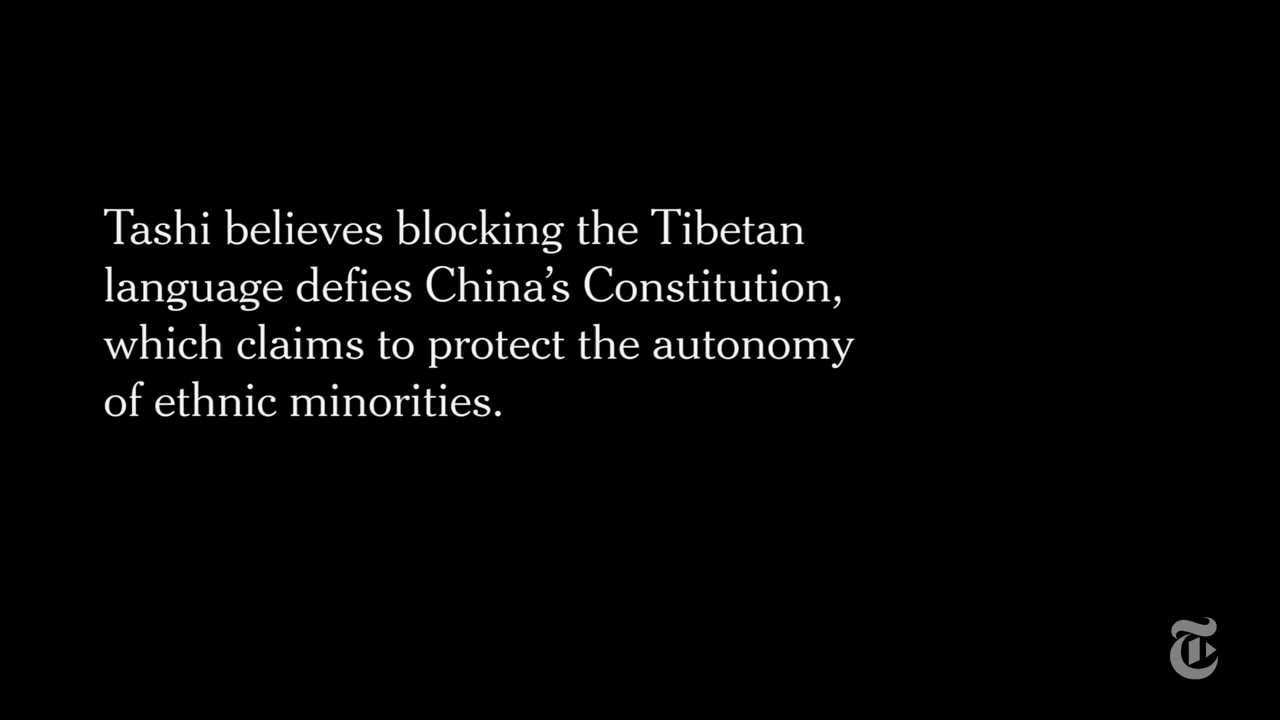 Tashi believes blocking the Tibetan
language defies China’s Constitution,
which claims to protect the autonomy
of ethnic minorities.